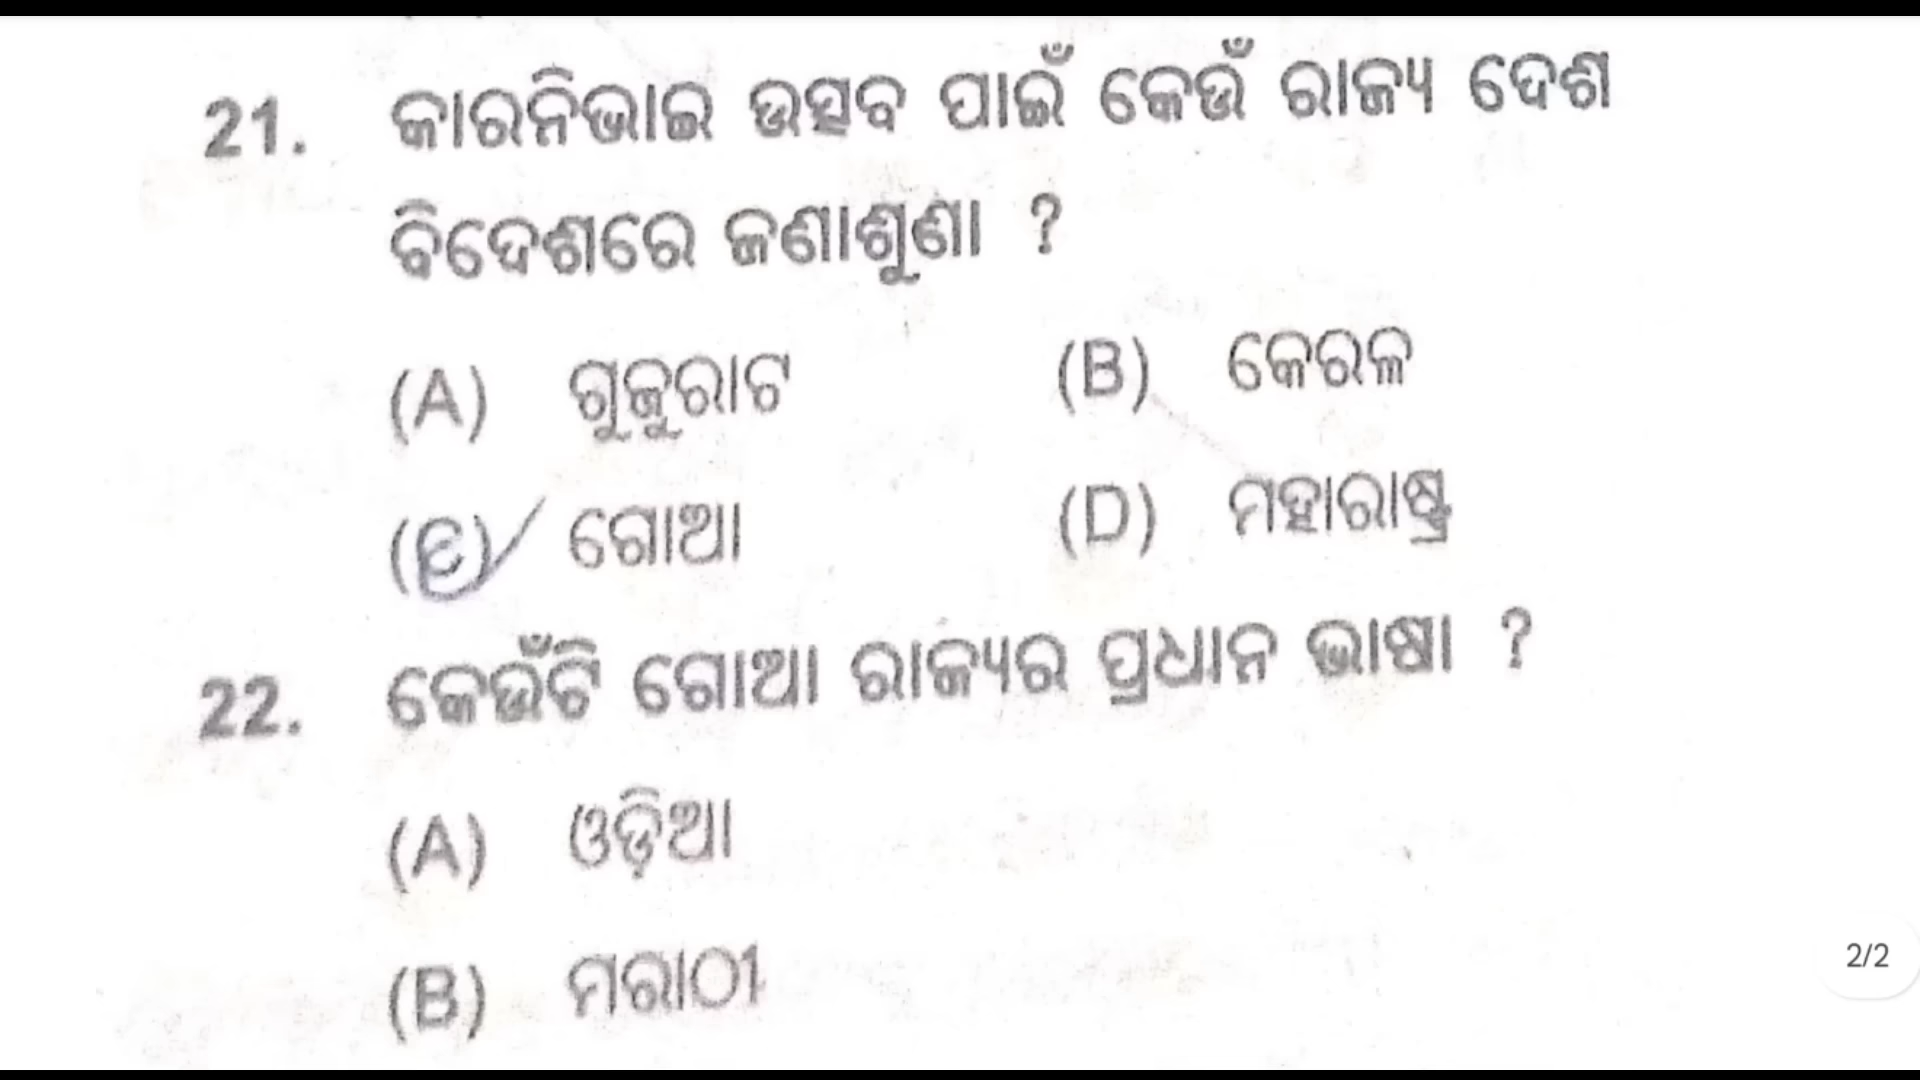 21. କାରନିଭାଇ ଉତ୍ସବ ପାଇଁ କେଉଁ ରାଜ୍ୟ ଦେଶ
ବିଦେଶରେ ଜଣାଶୁଣା ?
(A) ଗୁଜୁରାଟ (B) କେରଳ
(C) ଗୋଆ (D) ମହାରାଷ୍ଟ୍ର
22. କେଉଁଟି ଗୋଆ ରାଜ୍ୟର ପ୍ରଧାନ ଭାଷା ?
(A) ଓଡ଼ିଆ
(B) ମରାଠୀ
2/2